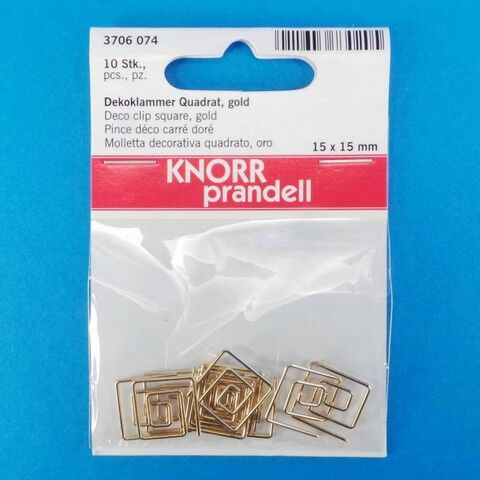 3706 074
10 Stk.,
pcs., pz.
Dekoklammer Quadrat, gold
Deco clip square, gold
Pince déco carré doré
Molletta decorativa quadrato, oro
15 x 15 mm
KNORR
prandell